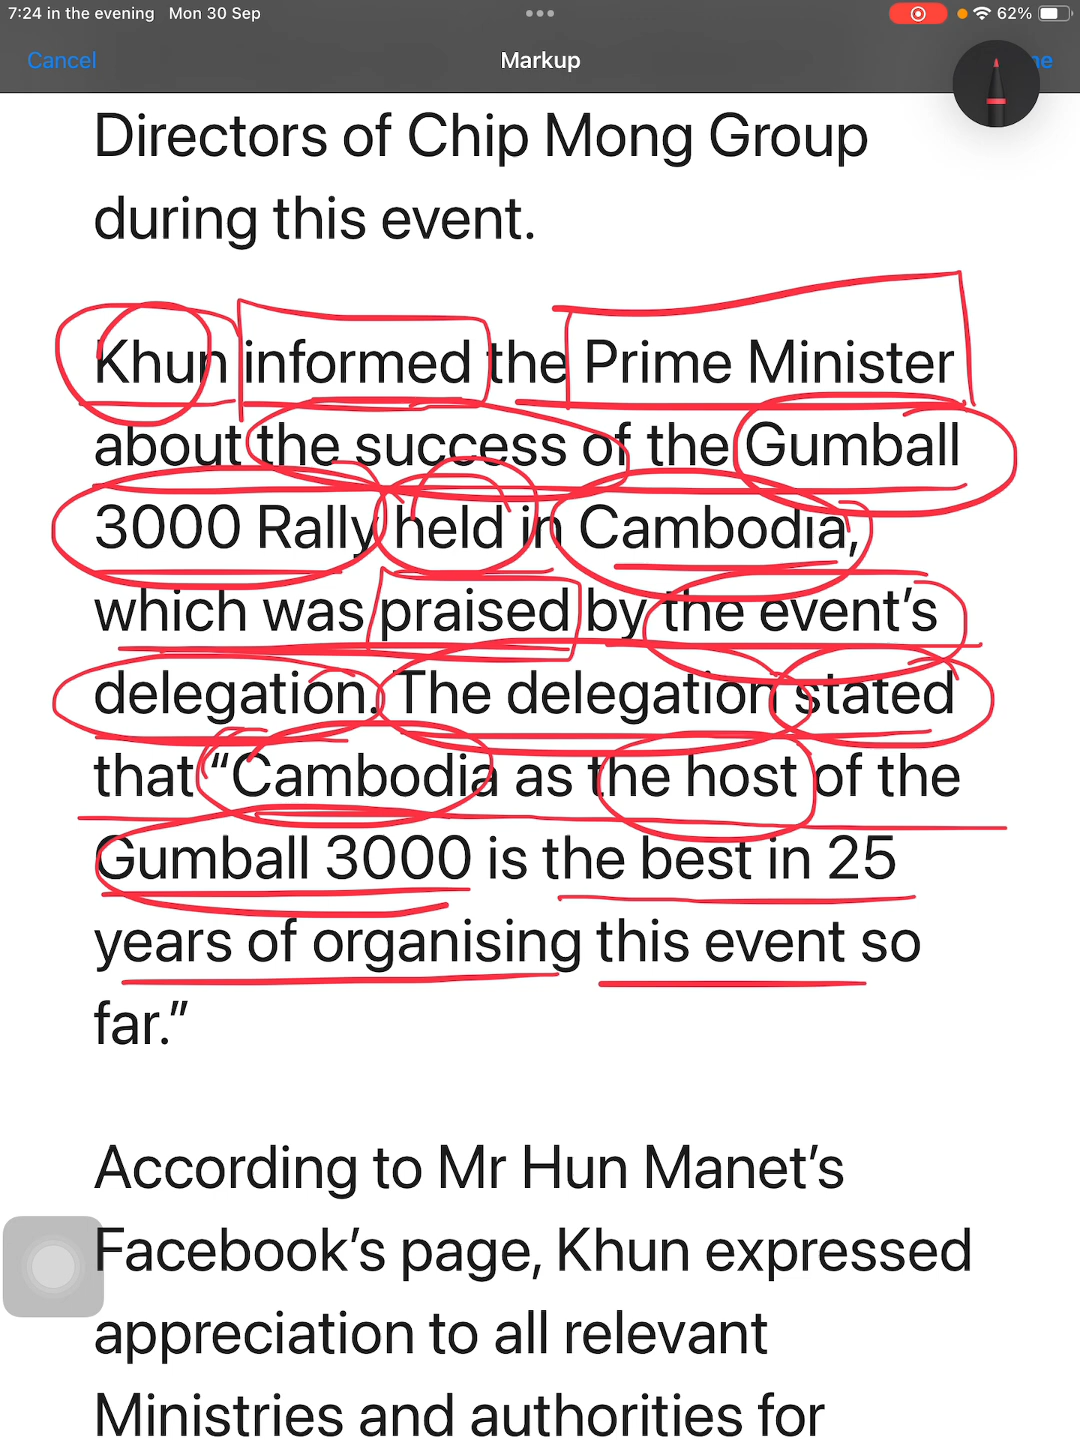 7:24 in the evening Mon 30 Sep 62%
Cancel Markup ne
Directors of Chip Mong Group
during this event.
Khun informed the Prime Minister
about the success of the Gumball
3000 Rally held in Cambodia,
which was praised by the event’s
delegation. The delegation stated
that “Cambodia as the host of the
Gumball 3000 is the best in 25
years of organising this event so
far.”
According to Mr Hun Manet’s
Facebook’s page, Khun expressed
appreciation to all relevant
Ministries and authorities for